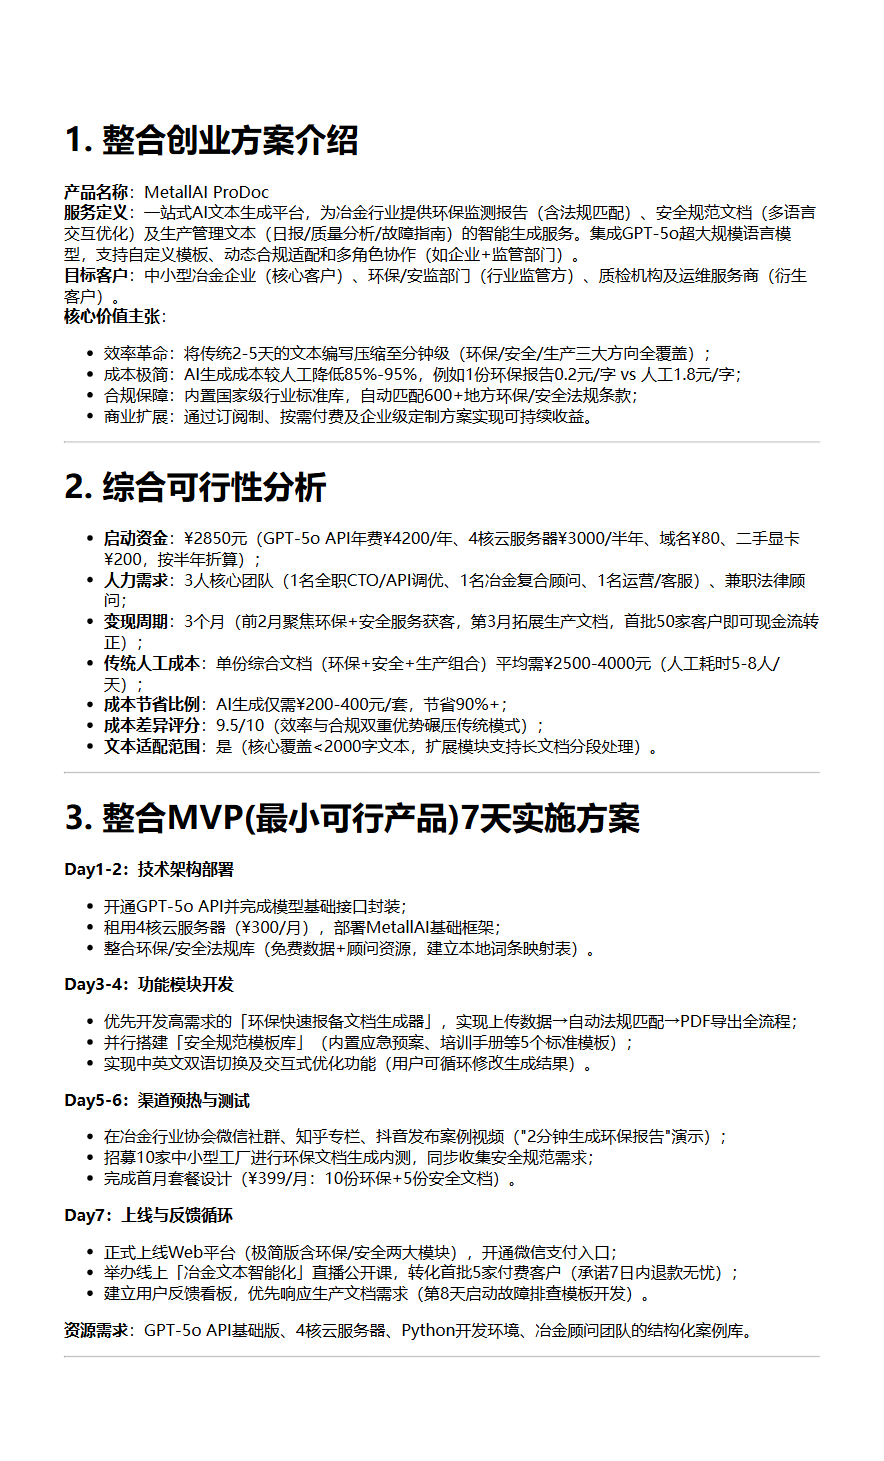 1. 整合创业方案介绍
产品名称：MetallAI ProDoc
服务定义：一站式AI文本生成平台，为冶金行业提供环保监测报告（含法规匹配）、安全规范文档（多语言
交互优化）及生产管理文本（日报/质量分析/故障指南）的智能生成服务。集成GPT-5o超大规模语言模
型，支持自定义模板、动态合规适配和多角色协作（如企业+监管部门）。
目标客户：中小型冶金企业（核心客户）、环保/安监部门（行业监管方）、质检机构及运维服务商（衍生
客户）。
核心价值主张：
• 效率革命：将传统2-5天的文本编写压缩至分钟级（环保/安全/生产三大方向全覆盖）；
• 成本极简：AI生成成本较人工降低85%-95%，例如1份环保报告0.2元/字 vs 人工1.8元/字；
• 合规保障：内置国家级行业标准库，自动匹配600+地方环保/安全法规条款；
• 商业扩展：通过订阅制、按需付费及企业级定制方案实现可持续收益。
2. 综合可行性分析
• 启动资金：¥2850元（GPT-5o API年费¥4200/年、4核云服务器¥3000/半年、域名¥80、二手显卡
¥200，按半年折算）；
• 人力需求：3人核心团队（1名全职CTO/API调优、1名冶金复合顾问、1名运营/客服）、兼职法律顾
问；
• 变现周期：3个月（前2月聚焦环保+安全服务获客，第3月拓展生产文档，首批50家客户即可现金流转
正）；
• 传统人工成本：单份综合文档（环保+安全+生产组合）平均需¥2500-4000元（人工耗时5-8人/
天）；
• 成本节省比例：AI生成仅需¥200-400元/套，节省90%+；
• 成本差异评分：9.5/10（效率与合规双重优势碾压传统模式）；
• 文本适配范围：是（核心覆盖<2000字文本，扩展模块支持长文档分段处理）。
3. 整合MVP(最小可行产品)7天实施方案
Day1-2：技术架构部署
• 开通GPT-5o API并完成模型基础接口封装；
• 租用4核云服务器（¥300/月），部署MetallAI基础框架；
• 整合环保/安全法规库（免费数据+顾问资源，建立本地词条映射表）。
Day3-4：功能模块开发
• 优先开发高需求的「环保快速报备文档生成器」，实现上传数据→自动法规匹配→PDF导出全流程；
• 并行搭建「安全规范模板库」（内置应急预案、培训手册等5个标准模板）；
• 实现中英文双语切换及交互式优化功能（用户可循环修改生成结果）。
Day5-6：渠道预热与测试
• 在冶金行业协会微信社群、知乎专栏、抖音发布案例视频（"2分钟生成环保报告"演示）；
• 招募10家中小型工厂进行环保文档生成内测，同步收集安全规范需求；
• 完成首月套餐设计（¥399/月：10份环保+5份安全文档）。
Day7：上线与反馈循环
• 正式上线Web平台（极简版含环保/安全两大模块），开通微信支付入口；
• 举办线上「冶金文本智能化」直播公开课，转化首批5家付费客户（承诺7日内退款无忧）；
• 建立用户反馈看板，优先响应生产文档需求（第8天启动故障排查模板开发）。
资源需求：GPT-5o API基础版、4核云服务器、Python开发环境、冶金顾问团队的结构化案例库。